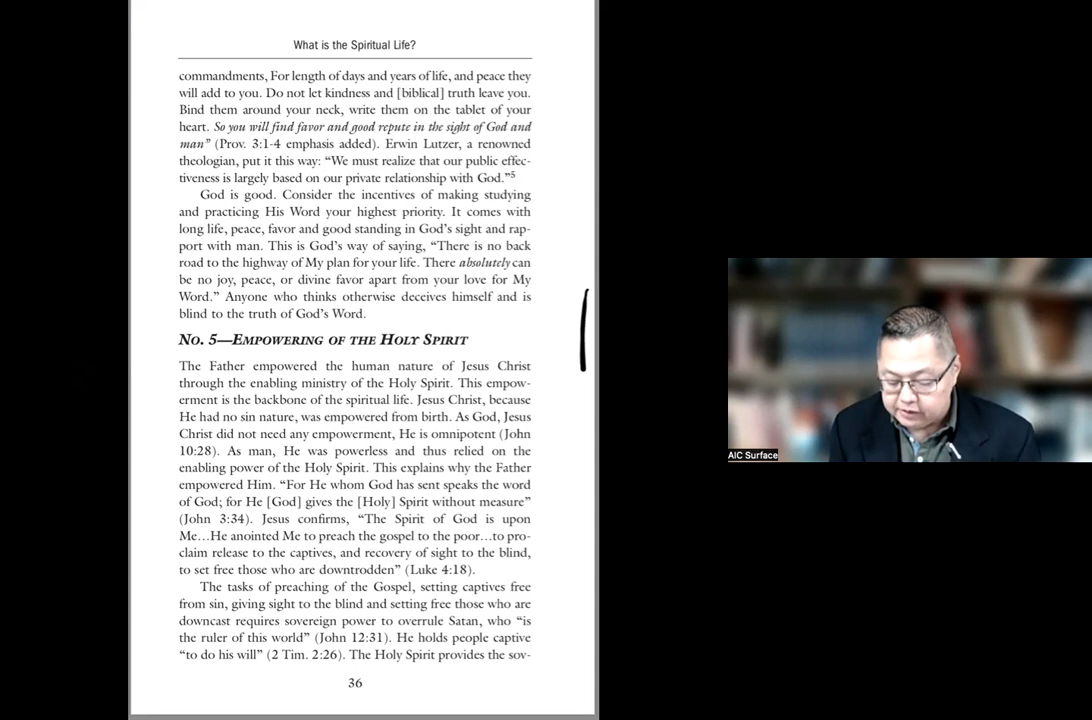 What is the Spiritual Life?
commandments, For length of days and years of life, and peace they
will add to you. Do not let kindness and [biblical] truth leave you.
Bind them around your neck, write them on the tablet of your
heart. So you will find favor and good repute in the sight of God and
man” (Prov. 3:1-4 emphasis added). Erwin Lutzer, a renowned
theologian, put it this way: “We must realize that our public effec-
tiveness is largely based on our private relationship with God.”5
God is good. Consider the incentives of making studying
and practicing His Word your highest priority. It comes with
long life, peace, favor and good standing in God’s sight and rap-
port with man. This is God’s way of saying, “There is no back
road to the highway of My plan for your life. There absolutely can
be no joy, peace, or divine favor apart from your love for My
Word.” Anyone who thinks otherwise deceives himself and is
blind to the truth of God’s Word.
No. 5—Empowering of the Holy Spirit
The Father empowered the human nature of Jesus Christ
through the enabling ministry of the Holy Spirit. This empow-
erment is the backbone of the spiritual life. Jesus Christ, because
He had no sin nature, was empowered from birth. As God, Jesus
Christ did not need any empowerment, He is omnipotent (John
10:28). As man, He was powerless and thus relied on the
enabling power of the Holy Spirit. This explains why the Father
empowered Him. “For He whom God has sent speaks the word
of God; for He [God] gives the [Holy] Spirit without measure”
(John 3:34). Jesus confirms, “The Spirit of God is upon
Me…He anointed Me to preach the gospel to the poor…to pro-
claim release to the captives, and recovery of sight to the blind,
to set free those who are downtrodden” (Luke 4:18).
The tasks of preaching of the Gospel, setting captives free
from sin, giving sight to the blind and setting free those who are
downcast requires sovereign power to overrule Satan, who “is
the ruler of this world” (John 12:31). He holds people captive
“to do his will” (2 Tim. 2:26). The Holy Spirit provides the sov-
36
AIC Surface